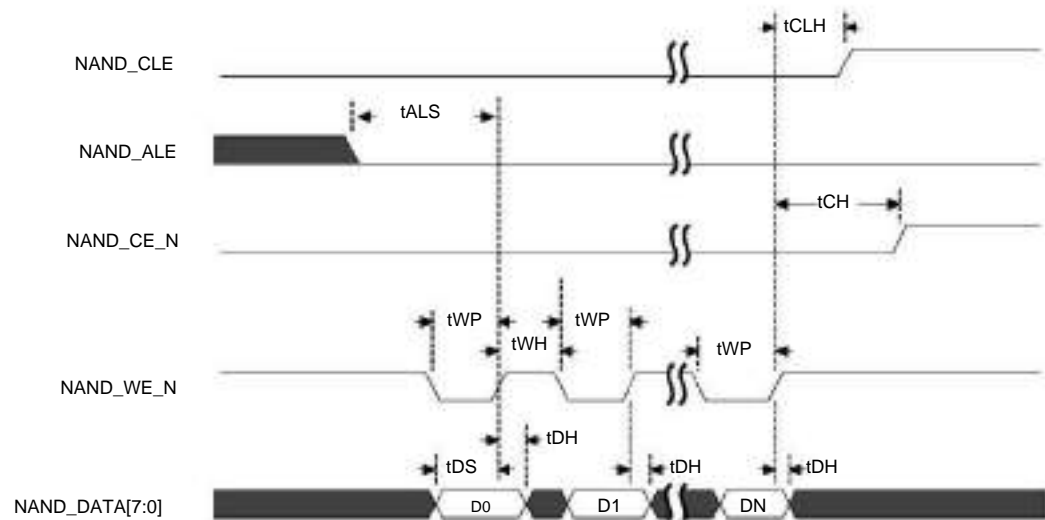 tCLH
NAND_CLE
tALS
NAND_ALE
tCH
NAND_CE_N
tWP
tWP
tWH
tWP
NAND_WE_N
tDH
tDS
tDH
tDH
NAND_DATA[7:0]
D0
D1
DN